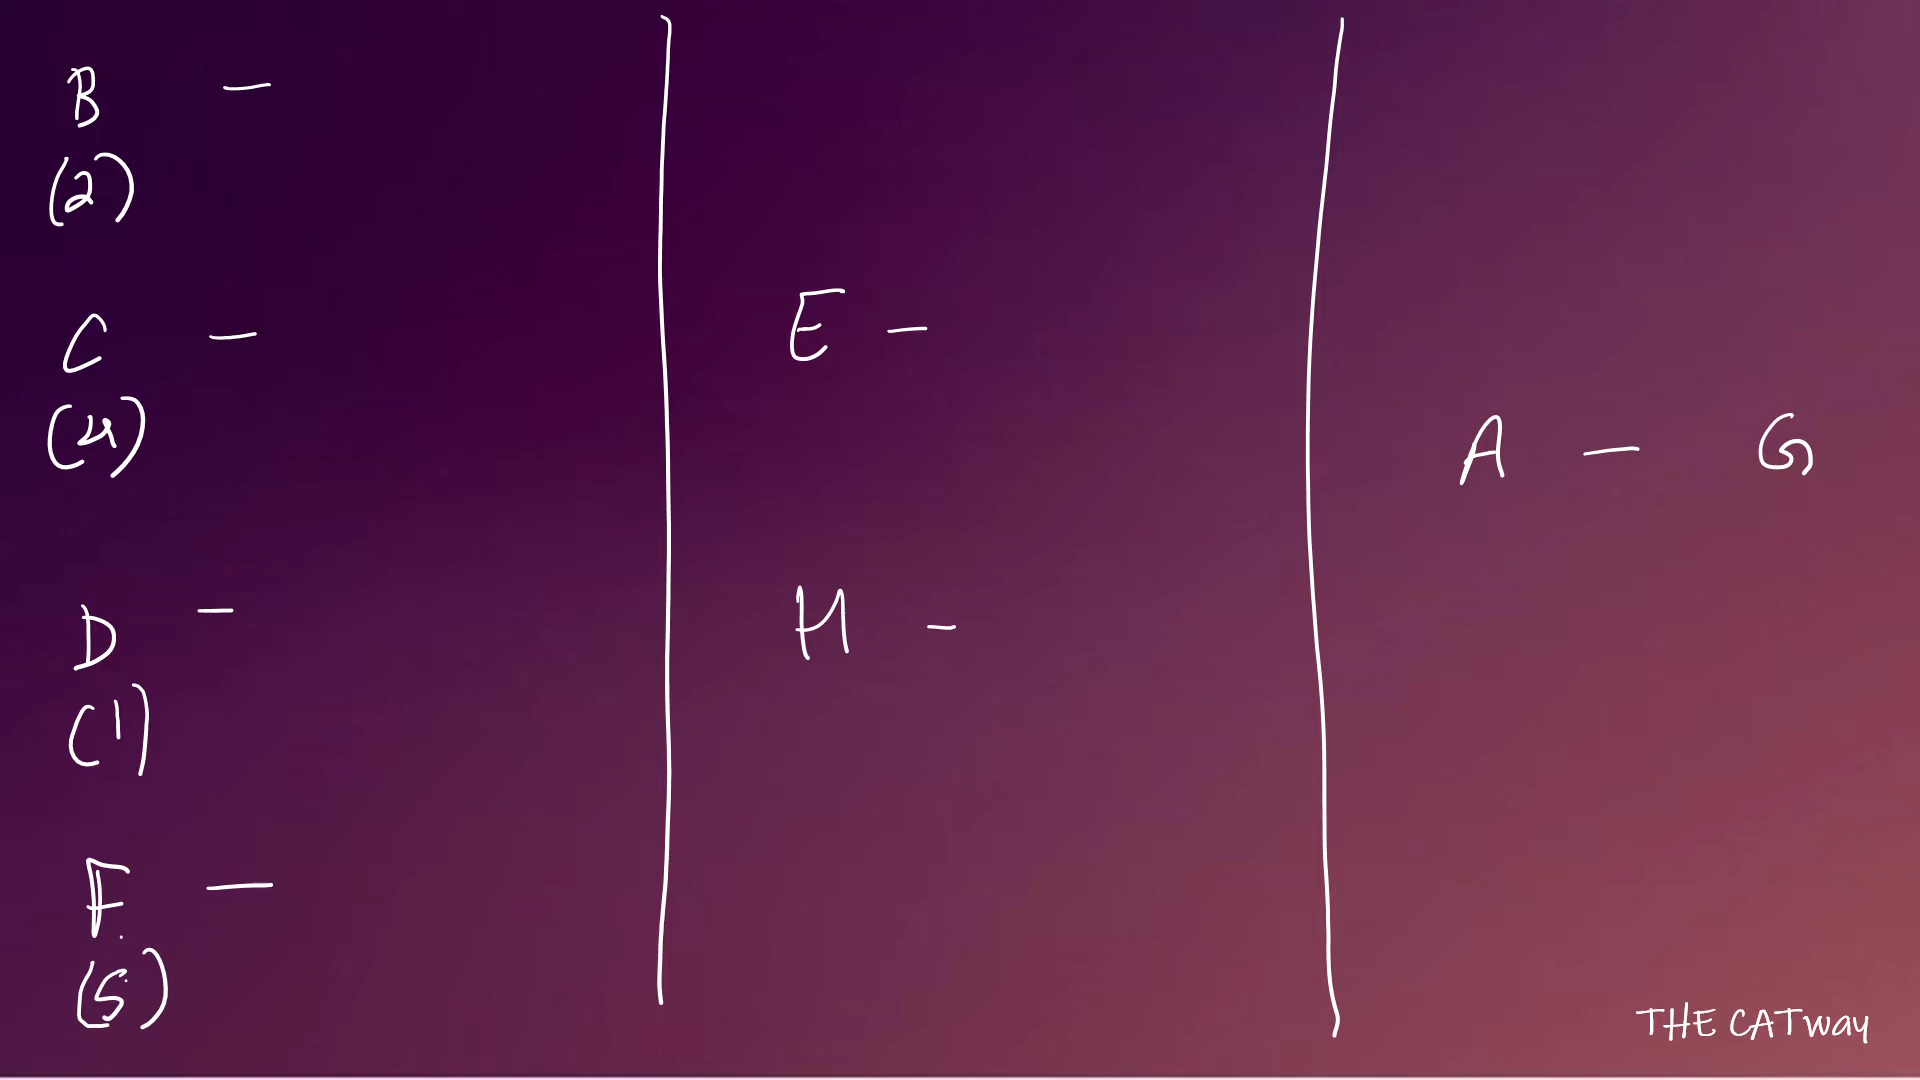 B —
(2)
C —
(4)
D —
(1)
F —
(5)
E —
H —
A — G
THE CATway